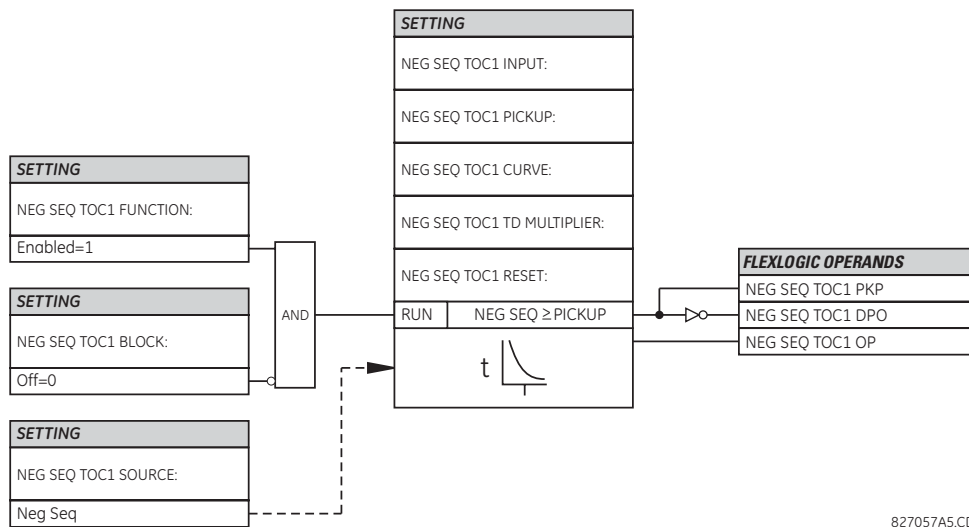 SETTING
NEG SEQ TOC1 FUNCTION:
Enabled=1
SETTING
NEG SEQ TOC1 BLOCK:
Off=0
SETTING
NEG SEQ TOC1 SOURCE:
Neg Seq
AND
SETTING
NEG SEQ TOC1 INPUT:
NEG SEQ TOC1 PICKUP:
NEG SEQ TOC1 CURVE:
NEG SEQ TOC1 TD MULTIPLIER:
NEG SEQ TOC1 RESET:
RUN NEG SEQ ≥ PICKUP
t
FLEXLOGIC OPERANDS
NEG SEQ TOC1 PKP
NEG SEQ TOC1 DPO
NEG SEQ TOC1 OP